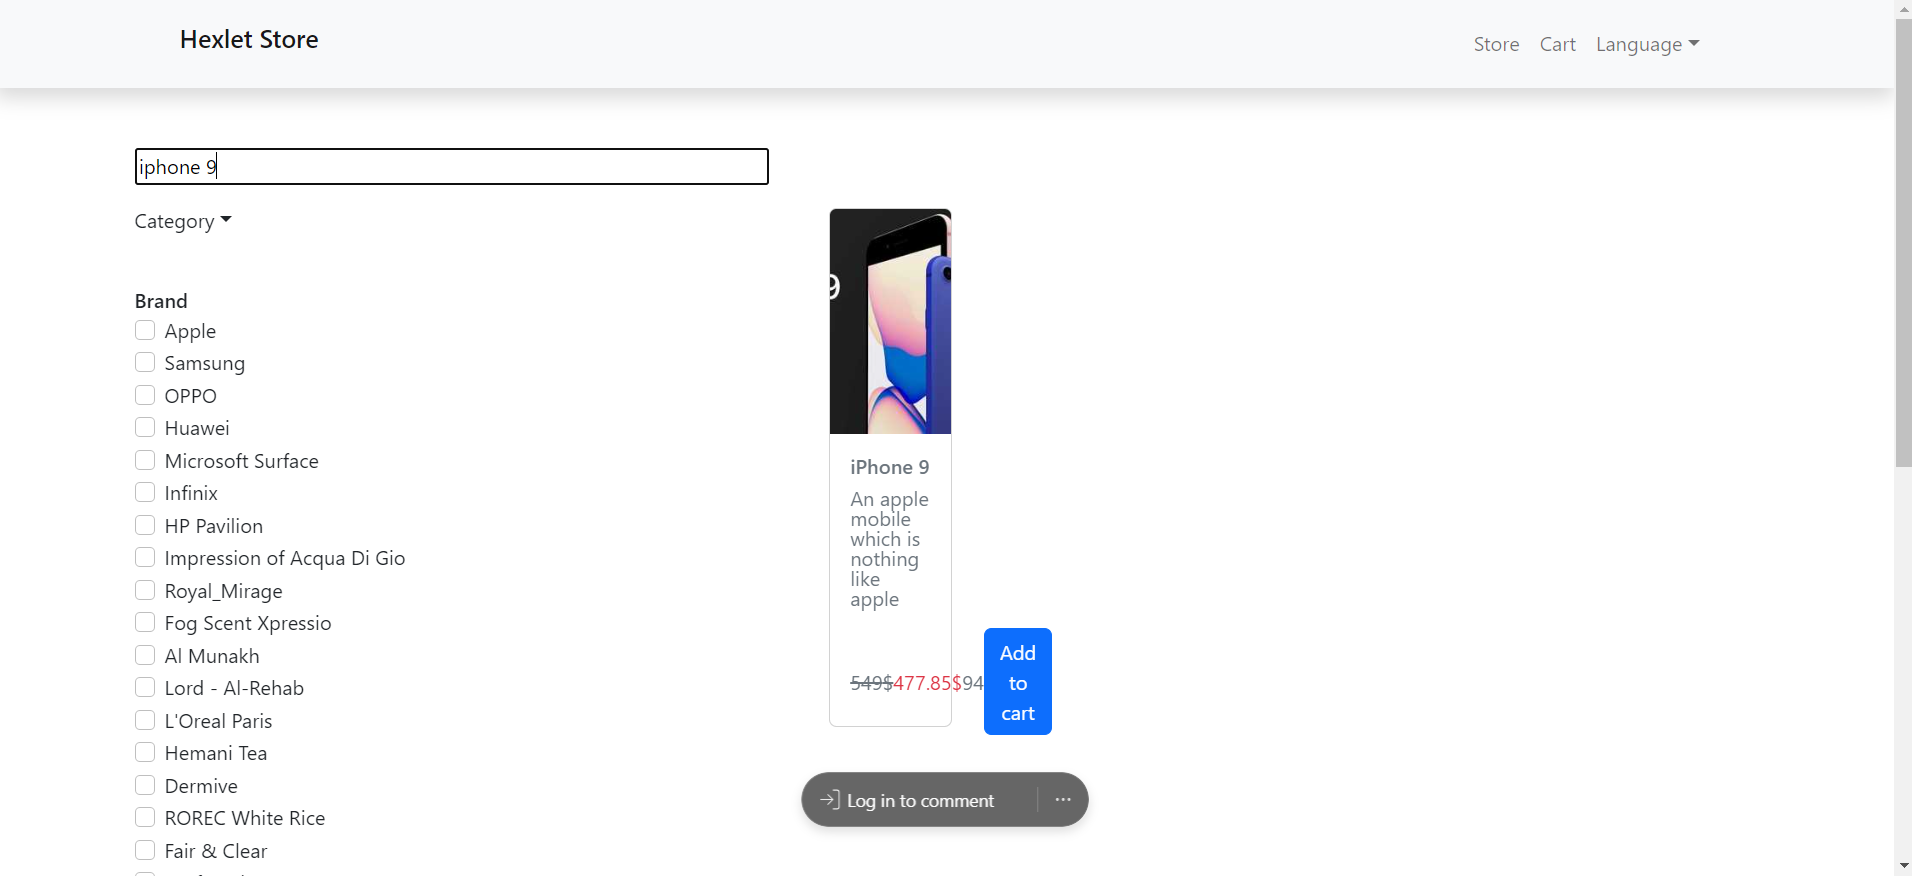 Hexlet Store
Store Cart Language
iphone 9
Category
Brand
Apple
Samsung
OPPO
Huawei
Microsoft Surface
Infinix
HP Pavilion
Impression of Acqua Di Gio
Royal_Mirage
Fog Scent Xpressio
Al Munakh
Lord - Al-Rehab
L'Oreal Paris
Hemani Tea
Dermive
ROREC White Rice
Fair & Clear
9
iPhone 9
An apple
mobile
which is
nothing
like
apple
549$477.85$94
Add
to
cart
Log in to comment